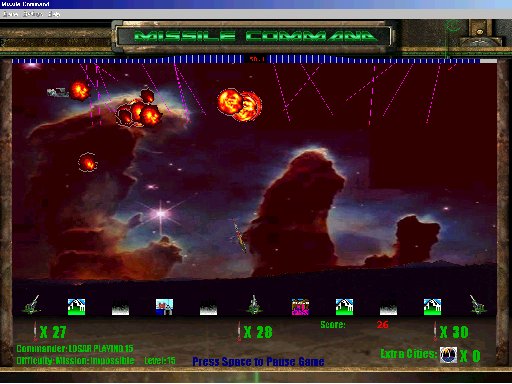 Missile Command
MISSILE COMMAND
X 27
X 29
Score: 26
X 30
Commander: LOSAR PLAYING 15
Difficulty: Mission: Impossible Level: 15
Press Space to Pause Game
Extra Cities: X 0